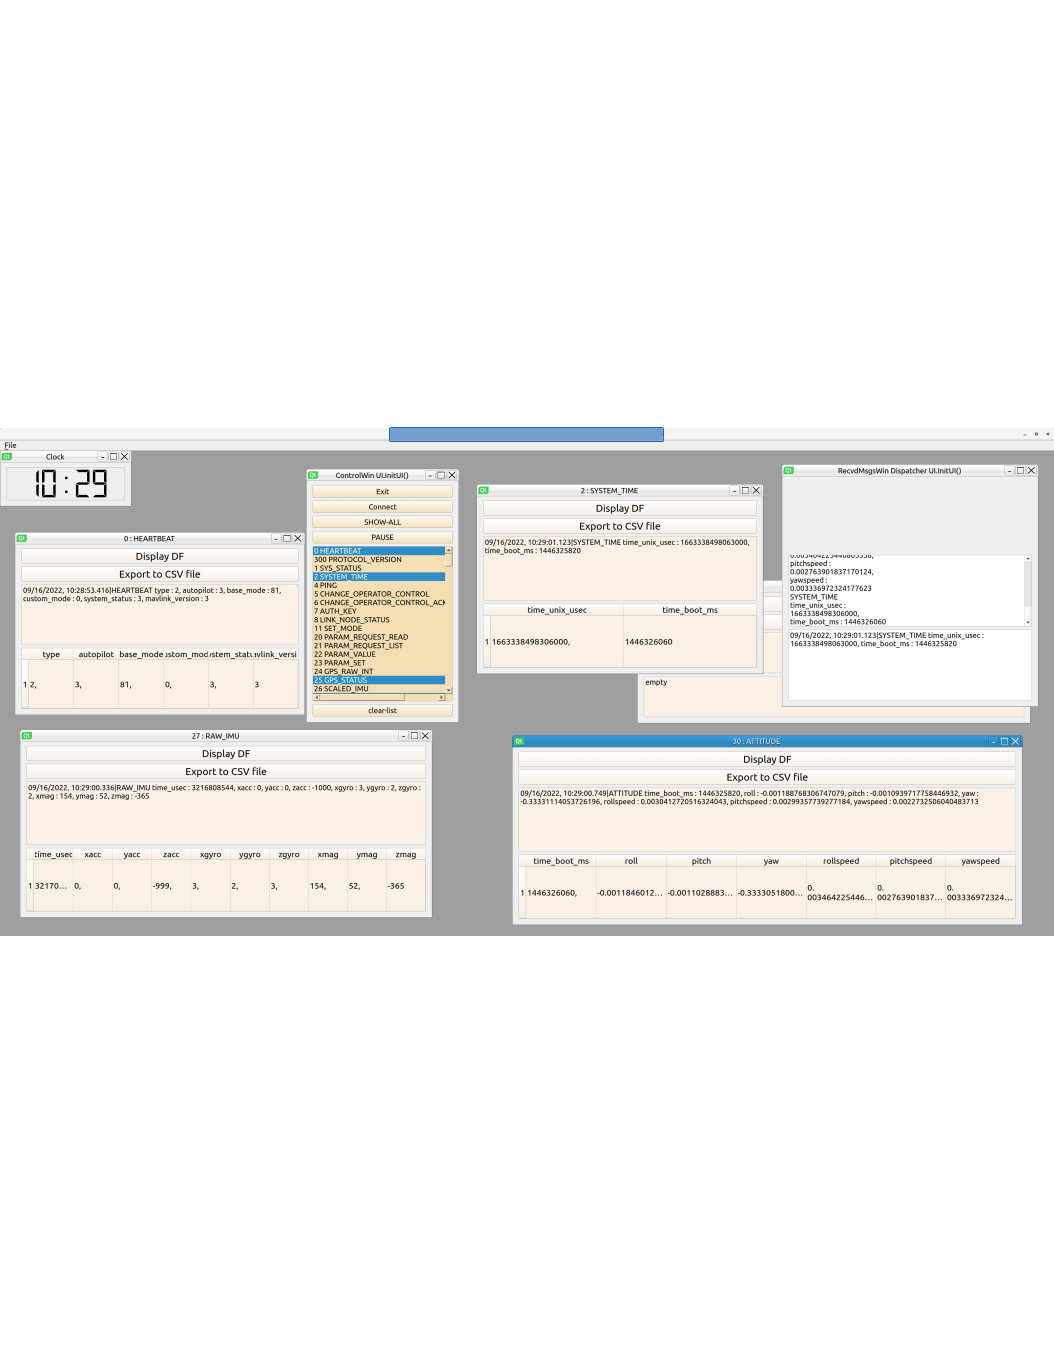 File
Clock
10:29
ControlWin UI.InitUI()
Exit
Connect
SHOW-ALL
PAUSE
0 HEARTBEAT
300 PROTOCOL_VERSION
1 SYS_STATUS
2 SYSTEM_TIME
4 PING
5 CHANGE_OPERATOR_CONTROL
6 CHANGE_OPERATOR_CONTROL_ACK
7 AUTH_KEY
8 LINK_NODE_STATUS
11 SET_MODE
20 PARAM_REQUEST_READ
21 PARAM_REQUEST_LIST
22 PARAM_VALUE
23 PARAM_SET
24 GPS_RAW_INT
25 GPS_STATUS
26 SCALED_IMU
clear-list
0 : HEARTBEAT
Display DF
Export to CSV file
09/16/2022, 10:28:53.416|HEARTBEAT type : 2, autopilot : 3, base_mode : 81,
custom_mode : 0, system_status : 3, mavlink_version : 3
type autopilot base_mode stom_mod stem_statu vlink_versi
1 2, 3, 81, 0, 3, 3
2 : SYSTEM_TIME
Display DF
Export to CSV file
09/16/2022, 10:29:01.123|SYSTEM_TIME time_unix_usec : 1663338498063000,
time_boot_ms : 1446325820
time_unix_usec time_boot_ms
1 1663338498306000, 1446326060
RecvdMsgsWin Dispatcher UI.InitUI()
pitchspeed :
0.002763901837170124,
yawspeed :
0.003336972324177623
SYSTEM_TIME
time_unix_usec :
1663338498306000,
time_boot_ms : 1446326060
09/16/2022, 10:29:01.123|SYSTEM_TIME time_unix_usec :
1663338498063000, time_boot_ms : 1446325820
empty
27 : RAW_IMU
Display DF
Export to CSV file
09/16/2022, 10:29:00.336|RAW_IMU time_usec : 3216808544, xacc : 0, yacc : 0, zacc : -1000, xgyro : 3, ygyro : 2, zgyro :
2, xmag : 154, ymag : 52, zmag : -365
time_usec xacc yacc zacc xgyro ygyro zgyro xmag ymag zmag
1 32170... 0, 0, -999, 3, 2, 3, 154, 52, -365
30 : ATTITUDE
Display DF
Export to CSV file
09/16/2022, 10:29:00.749|ATTITUDE time_boot_ms : 1446325820, roll : -0.001188768306747079, pitch : -0.0010939717758446932, yaw :
-0.33331114053726196, rollspeed : 0.0030412720516324043, pitchspeed : 0.00299357739277184, yawspeed : 0.0022732506040483713
time_boot_ms roll pitch yaw rollspeed pitchspeed yawspeed
1 1446326060, -0.0011846012... -0.0011028883... -0.3333051800... 0. 0. 0.
003464225446... 002763901837... 003336972324...